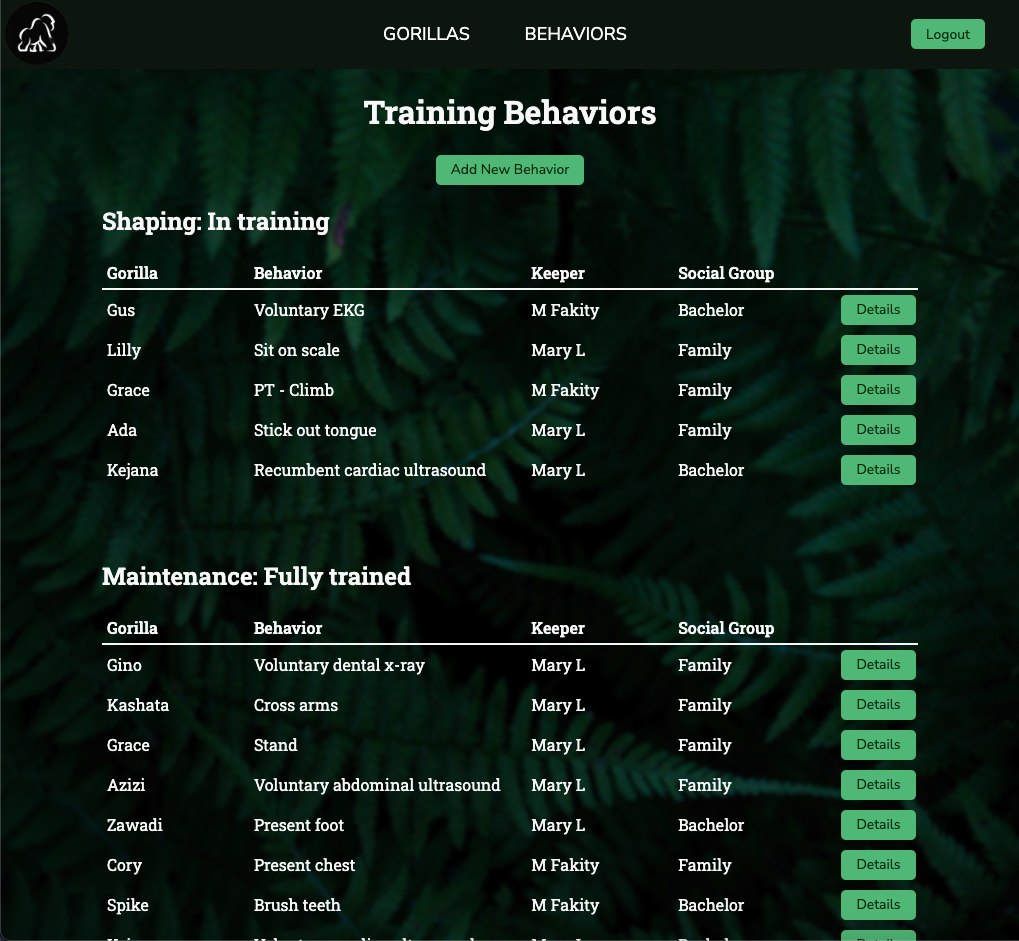 GORILLAS BEHAVIORS Logout
Training Behaviors
Add New Behavior
Shaping: In training
Gorilla Behavior Keeper Social Group
Gus Voluntary EKG M Fakity Bachelor Details
Lilly Sit on scale Mary L Family Details
Grace PT - Climb M Fakity Family Details
Ada Stick out tongue Mary L Family Details
Kejana Recumbent cardiac ultrasound Mary L Bachelor Details
Maintenance: Fully trained
Gorilla Behavior Keeper Social Group
Gino Voluntary dental x-ray Mary L Family Details
Kashata Cross arms Mary L Family Details
Grace Stand Mary L Family Details
Azizi Voluntary abdominal ultrasound Mary L Family Details
Zawadi Present foot Mary L Bachelor Details
Cory Present chest M Fakity Family Details
Spike Brush teeth M Fakity Bachelor Details